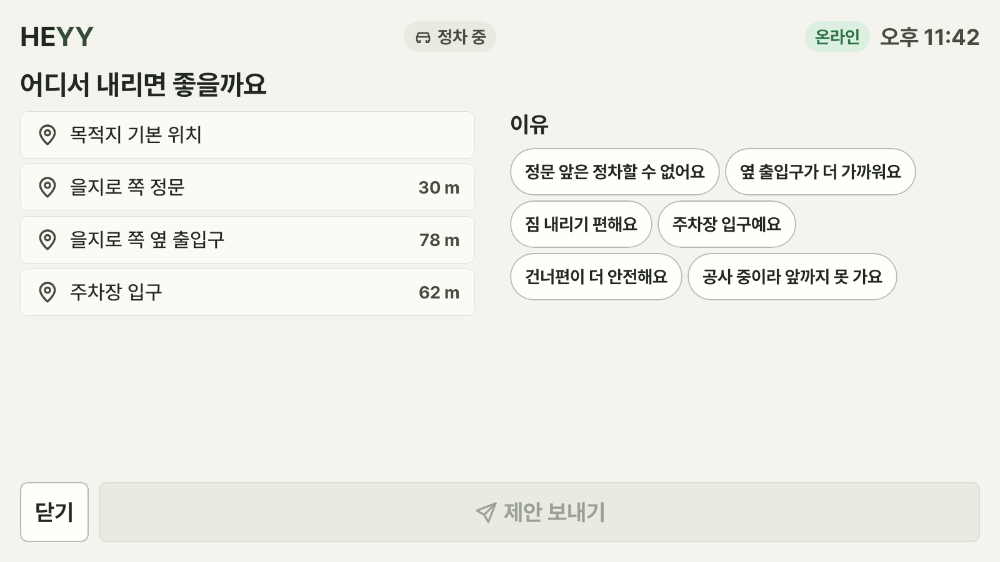 HEYY
정차 중
온라인
오후 11:42
어디서 내리면 좋을까요
목적지 기본 위치
을지로 쪽 정문 30 m
을지로 쪽 옆 출입구 78 m
주차장 입구 62 m
이유
정문 앞은 정차할 수 없어요
옆 출입구가 더 가까워요
짐 내리기 편해요
주차장 입구예요
건너편이 더 안전해요
공사 중이라 앞까지 못 가요
닫기
제안 보내기